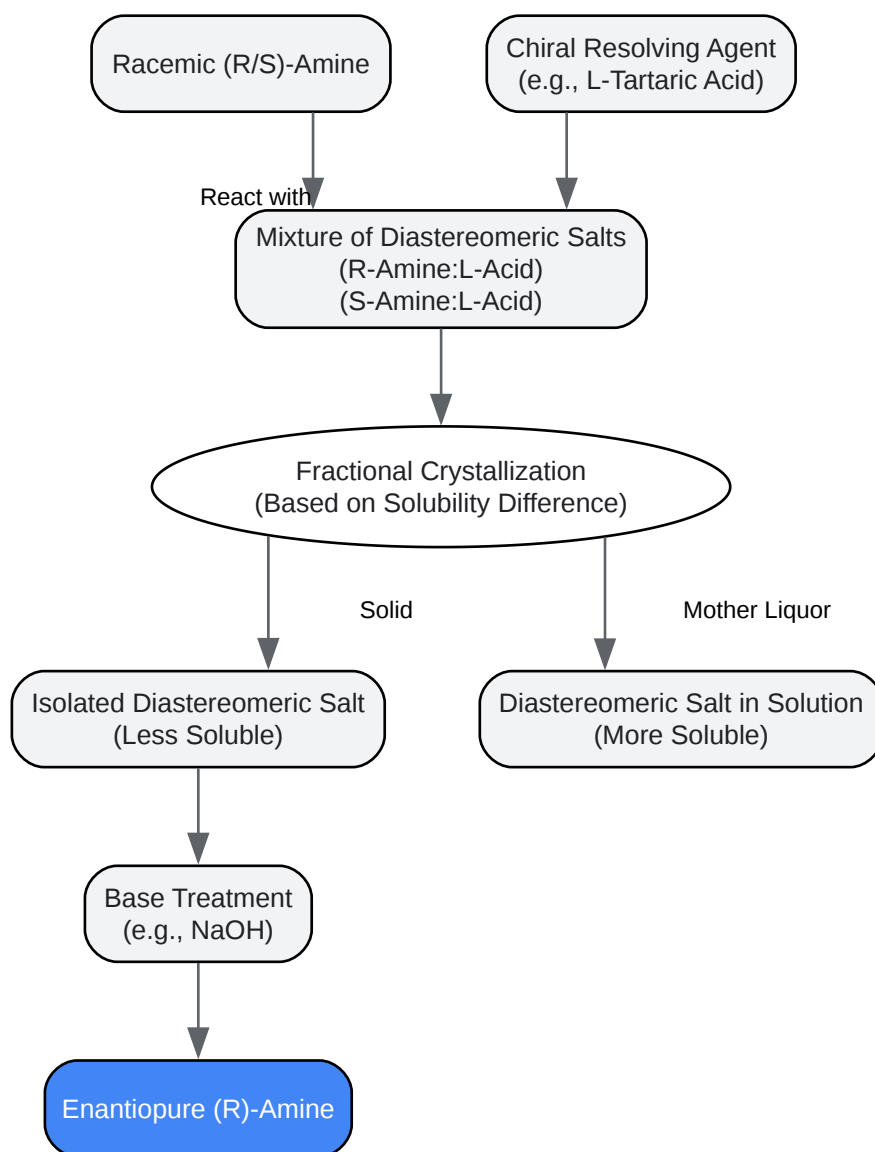 Racemic (R/S)-Amine
Chiral Resolving Agent
(e.g., L-Tartaric Acid)
React with
Mixture of Diastereomeric Salts
(R-Amine:L-Acid)
(S-Amine:L-Acid)
Fractional Crystallization
(Based on Solubility Difference)
Solid
Mother Liquor
Isolated Diastereomeric Salt
(Less Soluble)
Diastereomeric Salt in Solution
(More Soluble)
Base Treatment
(e.g., NaOH)
Enantiopure (R)-Amine